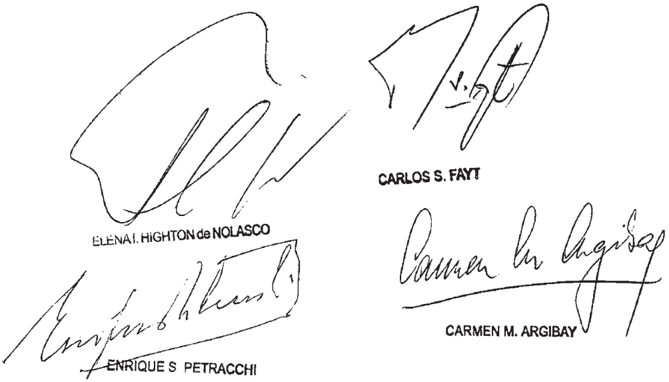 CARLOS S. FAYT
ELENA I. HIGHTON de NOLASCO
Carmen M. Argibay
CARMEN M. ARGIBAY
ENRIQUE S. PETRACCHI